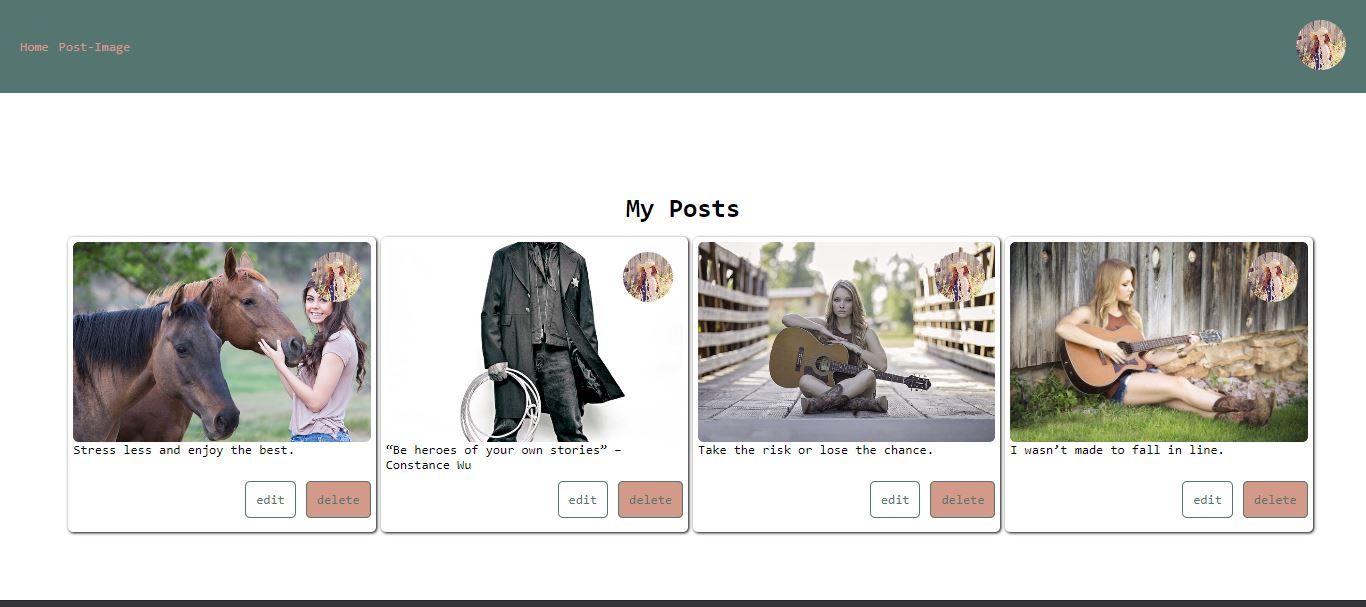 Home Post-Image
My Posts
Stress less and enjoy the best.
“Be heroes of your own stories” –
Constance Wu
Take the risk or lose the chance.
I wasn’t made to fall in line.
edit delete
edit delete
edit delete
edit delete